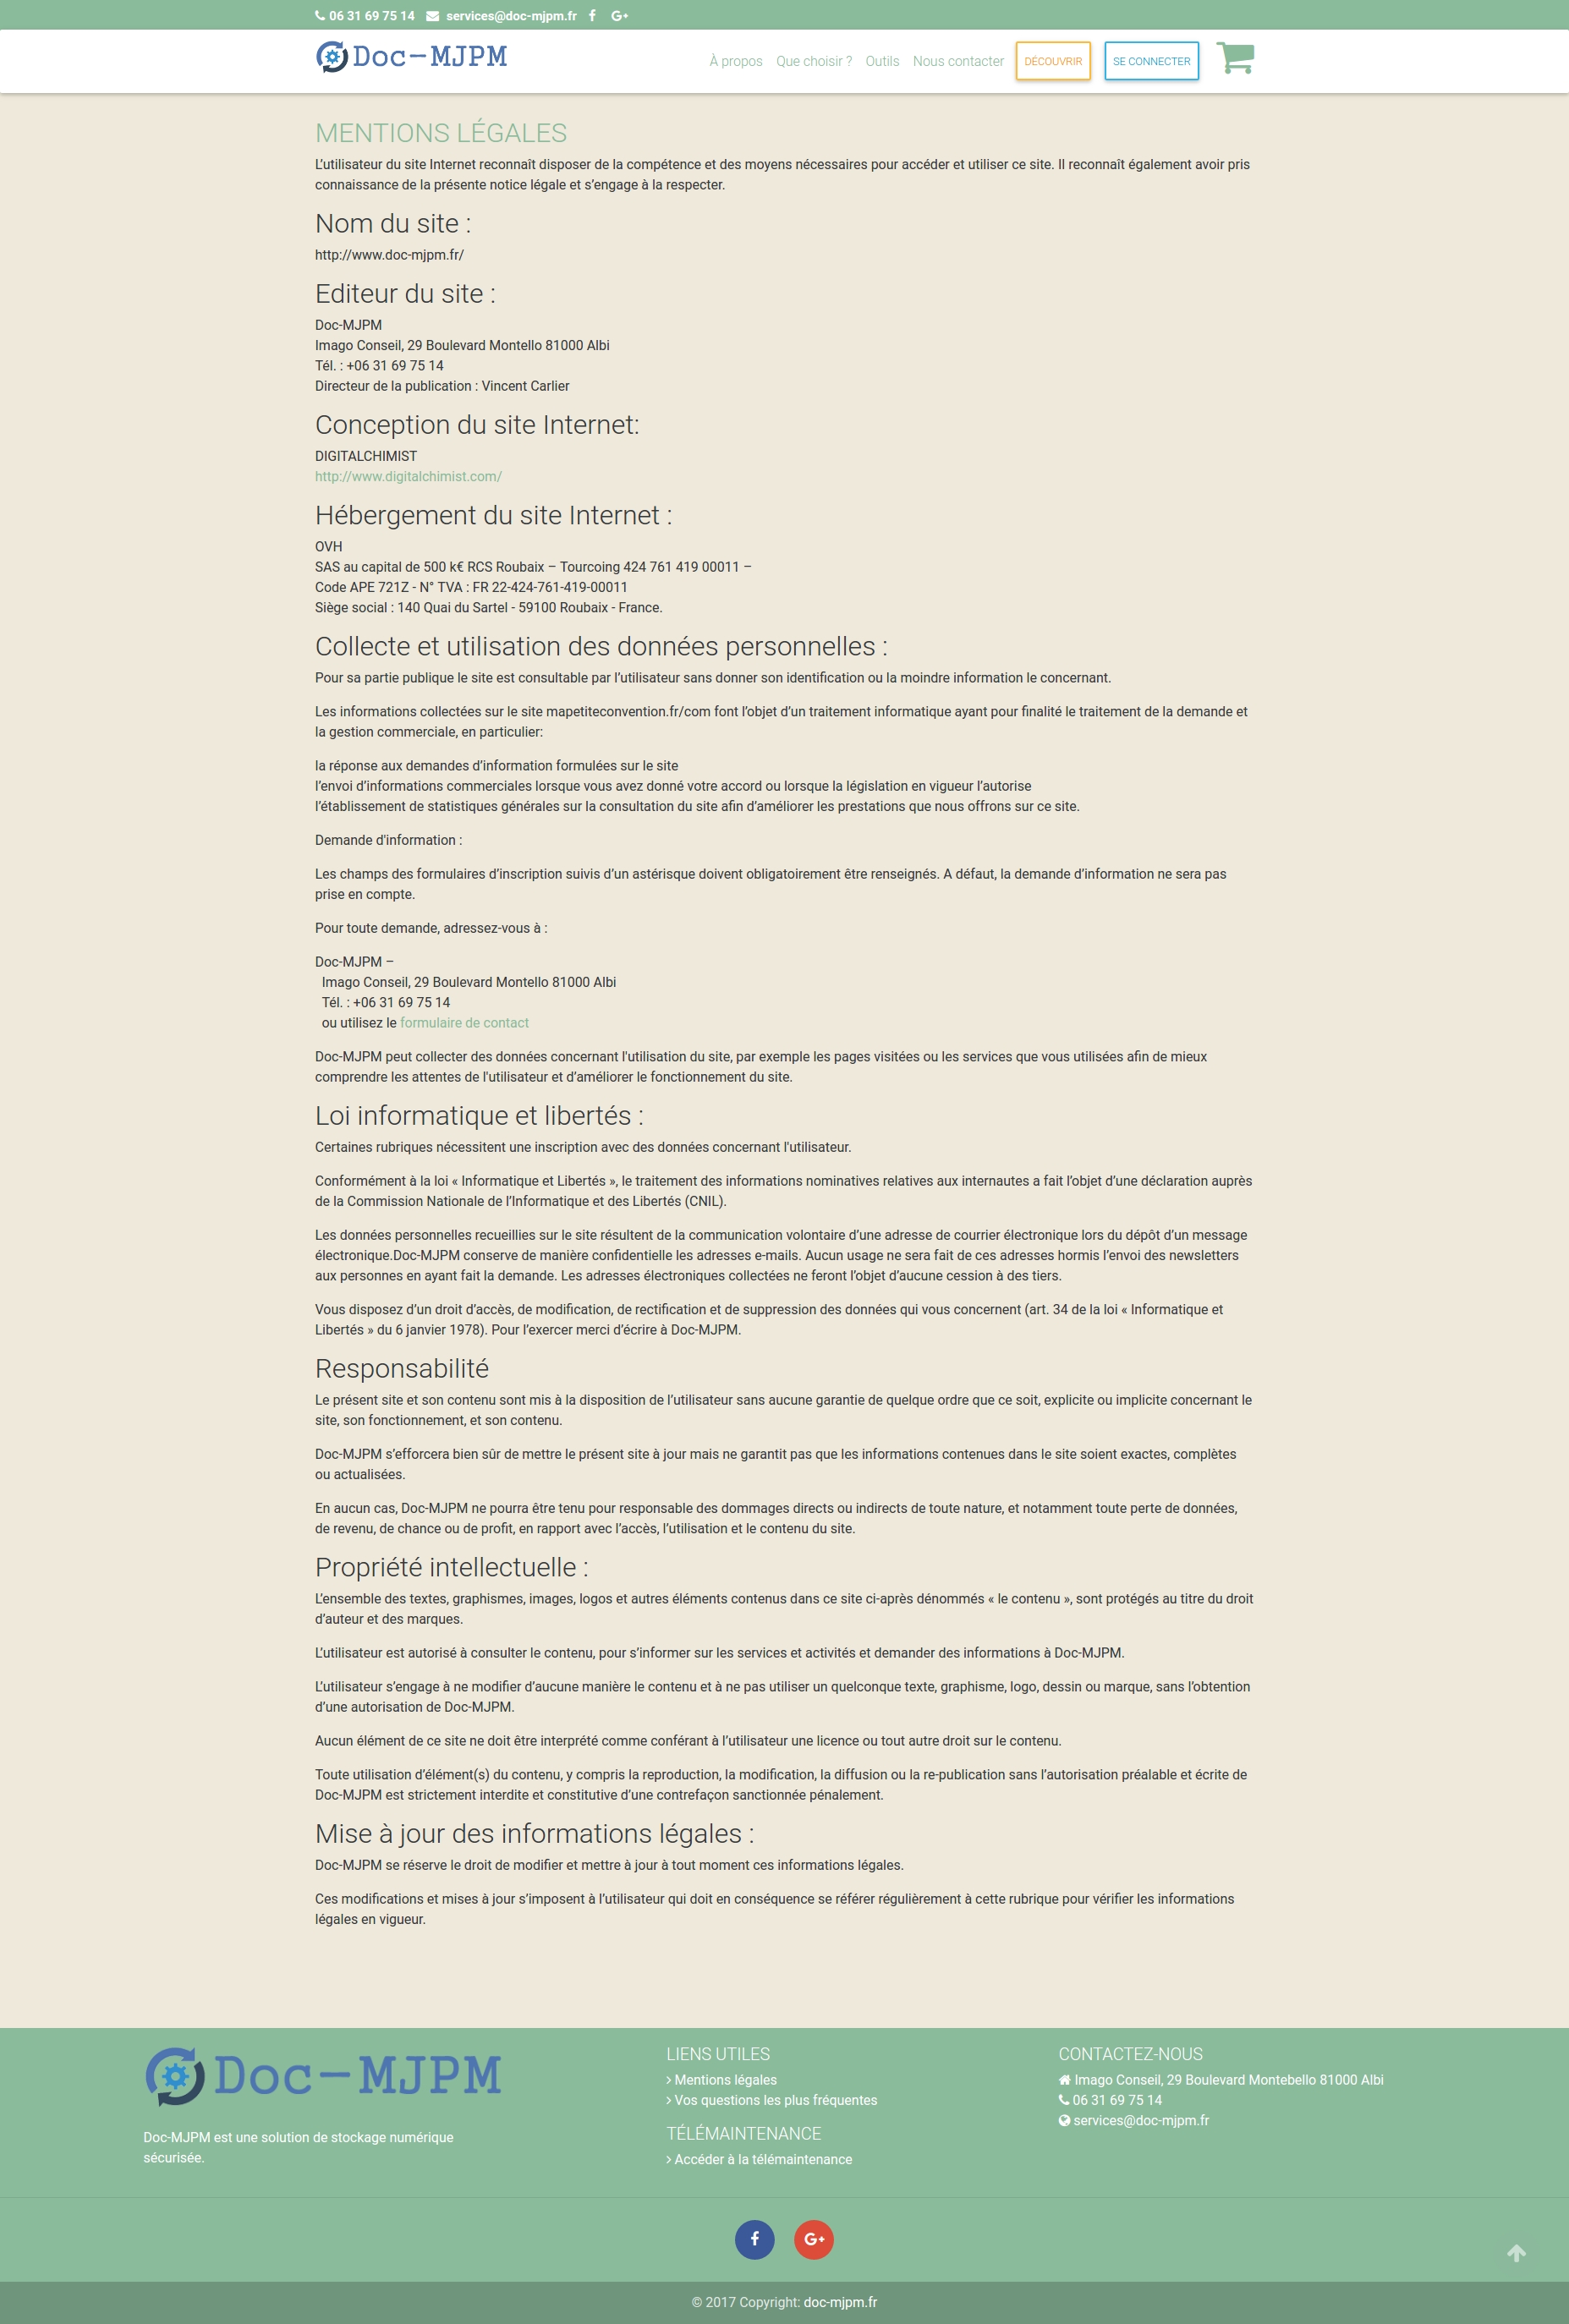 06 31 69 75 14 services@doc-mjpm.fr
Doc-MJPM
À propos Que choisir ? Outils Nous contacter DÉCOUVRIR SE CONNECTER
MENTIONS LÉGALES
L’utilisateur du site Internet reconnaît disposer de la compétence et des moyens nécessaires pour accéder et utiliser ce site. Il reconnaît également avoir pris
connaissance de la présente notice légale et s’engage à la respecter.
Nom du site :
http://www.doc-mjpm.fr/
Editeur du site :
Doc-MJPM
Imago Conseil, 29 Boulevard Montello 81000 Albi
Tél. : +06 31 69 75 14
Directeur de la publication : Vincent Carlier
Conception du site Internet:
DIGITALCHIMIST
http://www.digitalchimist.com/
Hébergement du site Internet :
OVH
SAS au capital de 500 k€ RCS Roubaix – Tourcoing 424 761 419 00011 –
Code APE 721Z - N° TVA : FR 22-424-761-419-00011
Siège social : 140 Quai du Sartel - 59100 Roubaix - France.
Collecte et utilisation des données personnelles :
Pour sa partie publique le site est consultable par l’utilisateur sans donner son identification ou la moindre information le concernant.
Les informations collectées sur le site mapetiteconvention.fr/com font l’objet d’un traitement informatique ayant pour finalité le traitement de la demande et
la gestion commerciale, en particulier:
la réponse aux demandes d’information formulées sur le site
l’envoi d’informations commerciales lorsque vous avez donné votre accord ou lorsque la législation en vigueur l’autorise
l’établissement de statistiques générales sur la consultation du site afin d’améliorer les prestations que nous offrons sur ce site.
Demande d'information :
Les champs des formulaires d’inscription suivis d’un astérisque doivent obligatoirement être renseignés. A défaut, la demande d’information ne sera pas
prise en compte.
Pour toute demande, adressez-vous à :
Doc-MJPM –
Imago Conseil, 29 Boulevard Montello 81000 Albi
Tél. : +06 31 69 75 14
ou utilisez le formulaire de contact
Doc-MJPM peut collecter des données concernant l'utilisation du site, par exemple les pages visitées ou les services que vous utilisées afin de mieux
comprendre les attentes de l'utilisateur et d’améliorer le fonctionnement du site.
Loi informatique et libertés :
Certaines rubriques nécessitent une inscription avec des données concernant l'utilisateur.
Conformément à la loi « Informatique et Libertés », le traitement des informations nominatives relatives aux internautes a fait l’objet d’une déclaration auprès
de la Commission Nationale de l’Informatique et des Libertés (CNIL).
Les données personnelles recueillies sur le site résultent de la communication volontaire d’une adresse de courrier électronique lors du dépôt d’un message
électronique.Doc-MJPM conserve de manière confidentielle les adresses e-mails. Aucun usage ne sera fait de ces adresses hormis l’envoi des newsletters
aux personnes en ayant fait la demande. Les adresses électroniques collectées ne feront l’objet d’aucune cession à des tiers.
Vous disposez d’un droit d’accès, de modification, de rectification et de suppression des données qui vous concernent (art. 34 de la loi « Informatique et
Libertés » du 6 janvier 1978). Pour l’exercer merci d’écrire à Doc-MJPM.
Responsabilité
Le présent site et son contenu sont mis à la disposition de l’utilisateur sans aucune garantie de quelque ordre que ce soit, explicite ou implicite concernant le
site, son fonctionnement, et son contenu.
Doc-MJPM s’efforcera bien sûr de mettre le présent site à jour mais ne garantit pas que les informations contenues dans le site soient exactes, complètes
ou actualisées.
En aucun cas, Doc-MJPM ne pourra être tenu pour responsable des dommages directs ou indirects de toute nature, et notamment toute perte de données,
de revenu, de chance ou de profit, en rapport avec l’accès, l’utilisation et le contenu du site.
Propriété intellectuelle :
L’ensemble des textes, graphismes, images, logos et autres éléments contenus dans ce site ci-après dénommés « le contenu », sont protégés au titre du droit
d’auteur et des marques.
L’utilisateur est autorisé à consulter le contenu, pour s’informer sur les services et activités et demander des informations à Doc-MJPM.
L’utilisateur s’engage à ne modifier d’aucune manière le contenu et à ne pas utiliser un quelconque texte, graphisme, logo, dessin ou marque, sans l’obtention
d’une autorisation de Doc-MJPM.
Aucun élément de ce site ne doit être interprété comme conférant à l’utilisateur une licence ou tout autre droit sur le contenu.
Toute utilisation d’élément(s) du contenu, y compris la reproduction, la modification, la diffusion ou la re-publication sans l’autorisation préalable et écrite de
Doc-MJPM est strictement interdite et constitutive d’une contrefaçon sanctionnée pénalement.
Mise à jour des informations légales :
Doc-MJPM se réserve le droit de modifier et mettre à jour à tout moment ces informations légales.
Ces modifications et mises à jour s’imposent à l’utilisateur qui doit en conséquence se référer régulièrement à cette rubrique pour vérifier les informations
légales en vigueur.
Doc-MJPM
Doc-MJPM est une solution de stockage numérique
sécurisée.
LIENS UTILES
Mentions légales
Vos questions les plus fréquentes
TÉLÉMAINTENANCE
Accéder à la télémaintenance
CONTACTEZ-NOUS
Imago Conseil, 29 Boulevard Montebello 81000 Albi
06 31 69 75 14
services@doc-mjpm.fr
© 2017 Copyright: doc-mjpm.fr